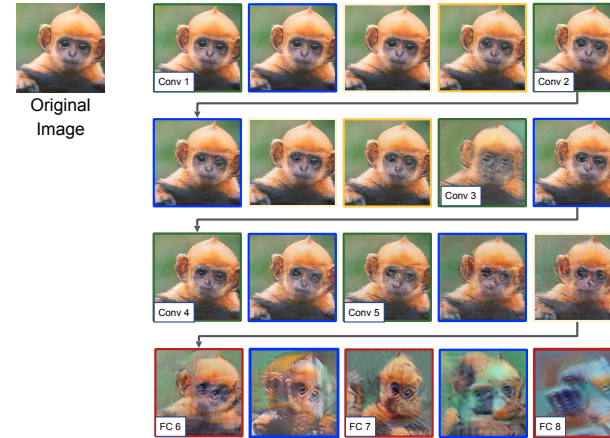 Original
Image
Conv 1
Conv 2
Conv 3
Conv 4
Conv 5
FC 6
FC 7
FC 8